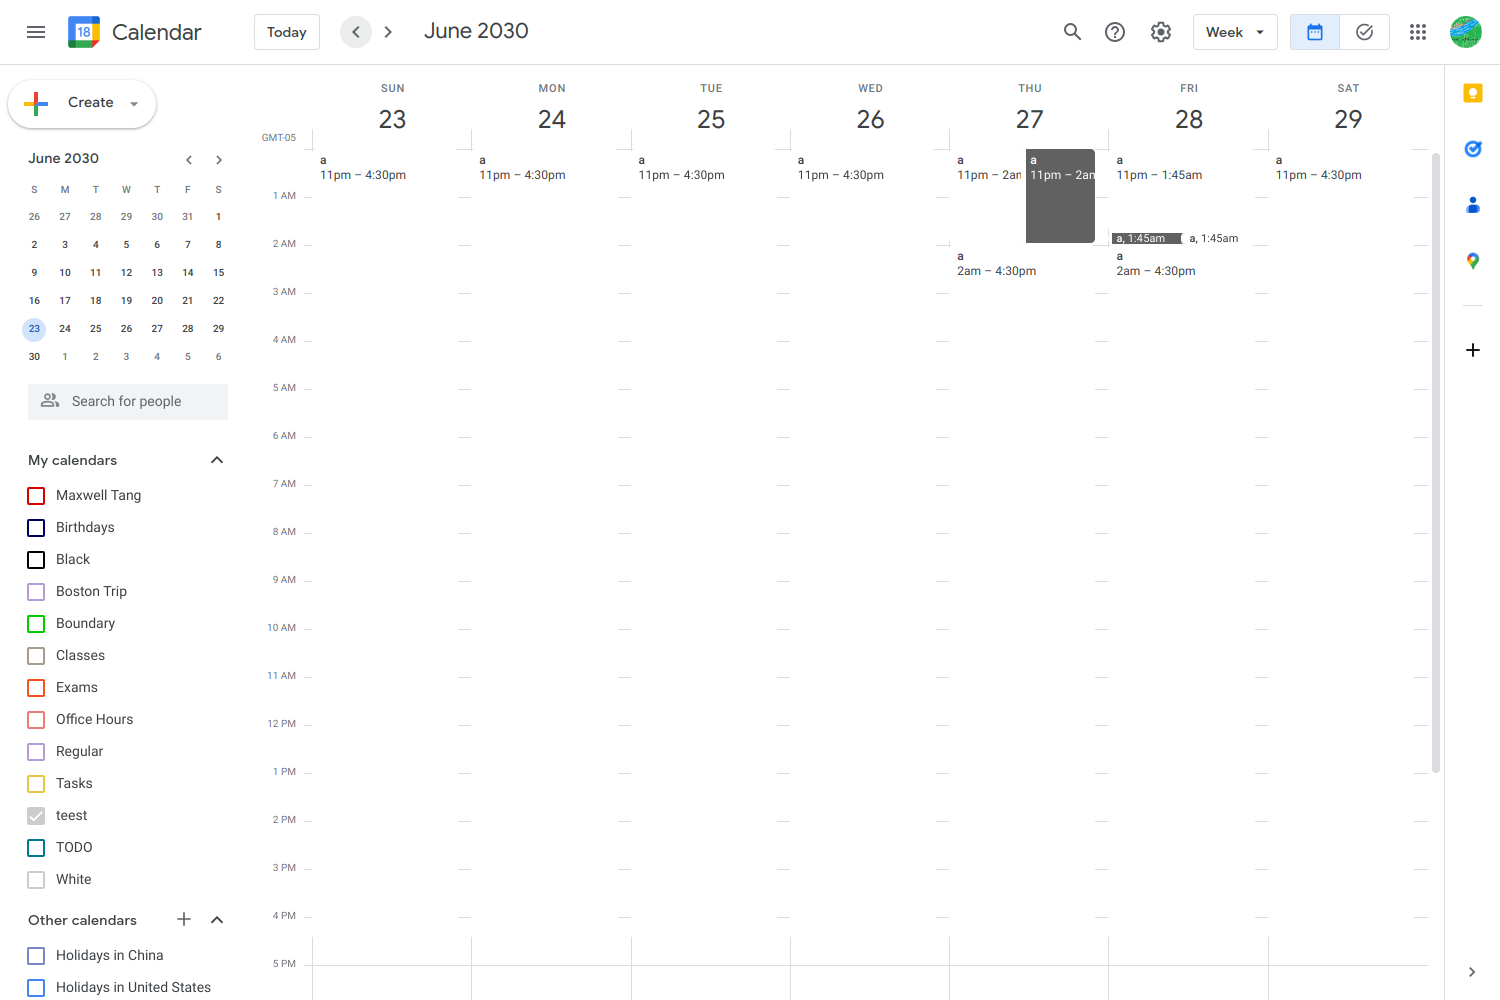 18 Calendar Today June 2030 Week
Create
June 2030
S M T W T F S
26 27 28 29 30 31 1
2 3 4 5 6 7 8
9 10 11 12 13 14 15
16 17 18 19 20 21 22
23 24 25 26 27 28 29
30 1 2 3 4 5 6
Search for people
My calendars
Maxwell Tang
Birthdays
Black
Boston Trip
Boundary
Classes
Exams
Office Hours
Regular
Tasks
teest
TODO
White
Other calendars
Holidays in China
Holidays in United States
SUN MON TUE WED THU FRI SAT
23 24 25 26 27 28 29
GMT-05
a a a a a a a a
11pm – 4:30pm 11pm – 4:30pm 11pm – 4:30pm 11pm – 4:30pm 11pm – 2am 11pm – 2am 11pm – 1:45am 11pm – 4:30pm
1 AM
a, 1:45am a, 1:45am
2 AM
a a
2am – 4:30pm 2am – 4:30pm
3 AM
4 AM
5 AM
6 AM
7 AM
8 AM
9 AM
10 AM
11 AM
12 PM
1 PM
2 PM
3 PM
4 PM
5 PM